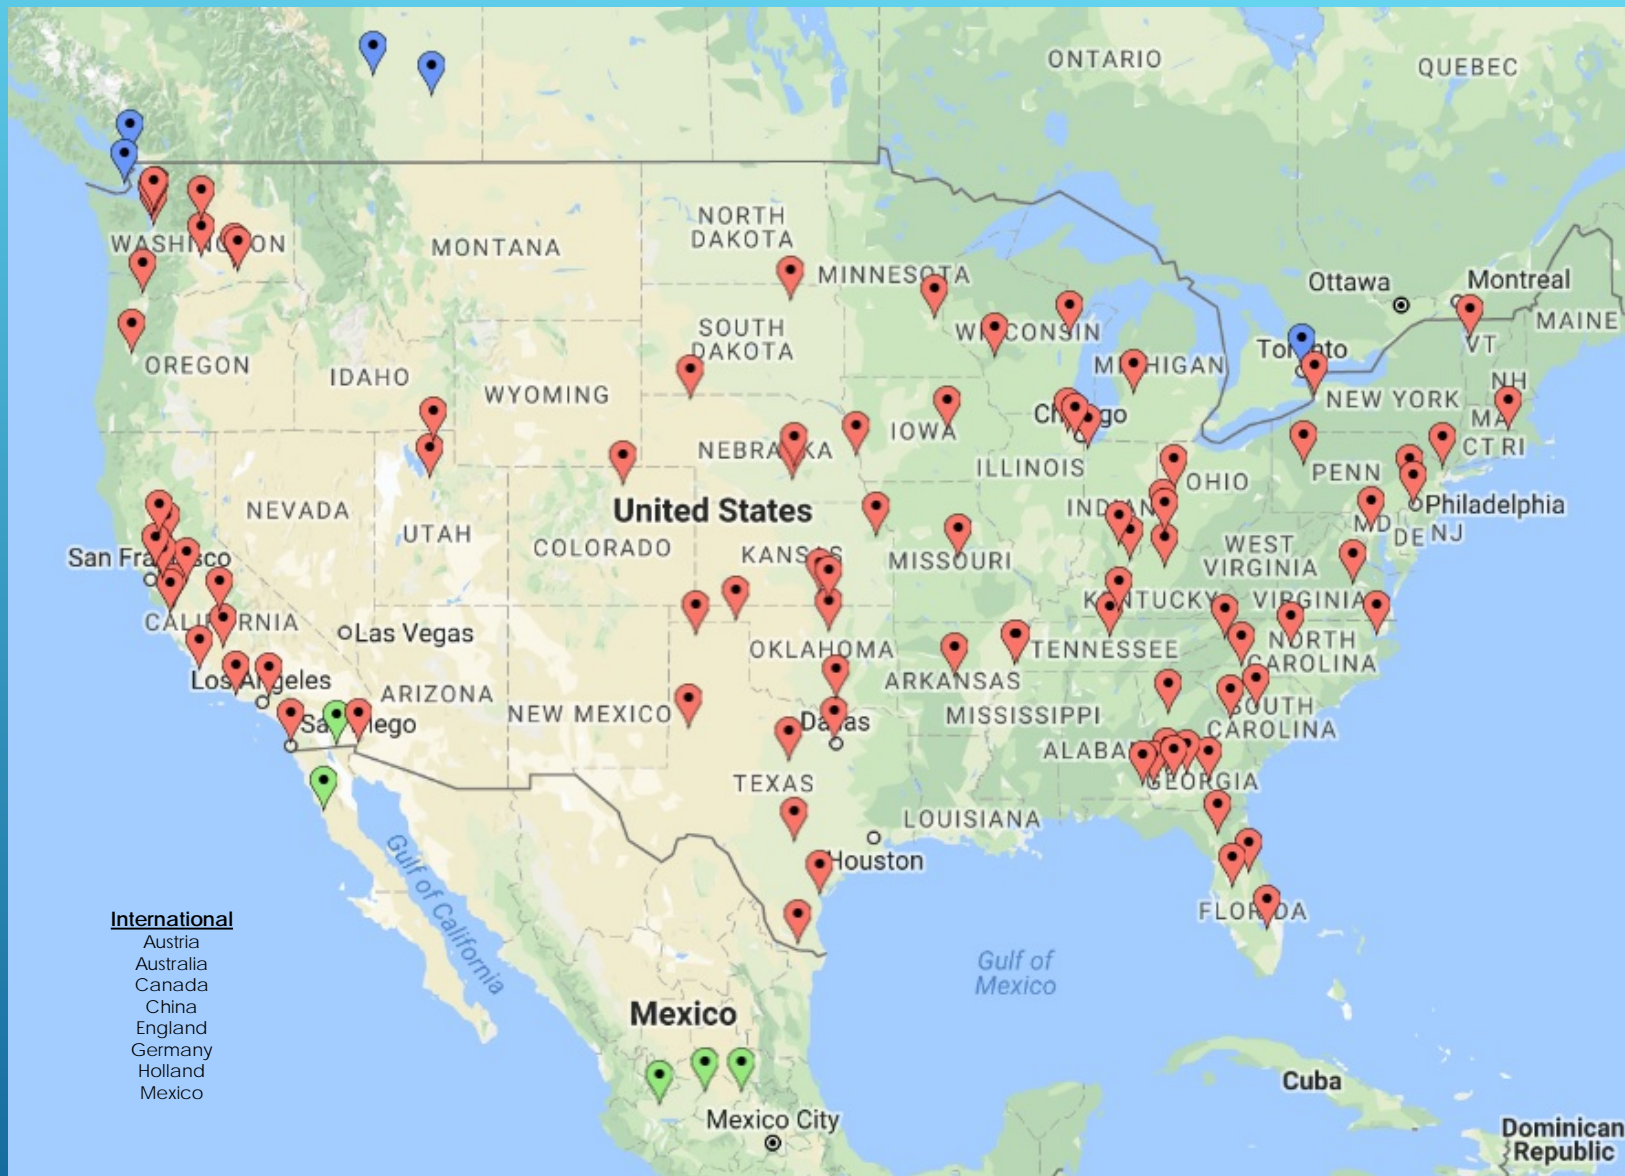 ONTARIO
QUEBEC
WASHINGTON
MONTANA
NORTH
DAKOTA
MINNESOTA
Ottawa
Montreal
MAINE
VT
SOUTH
DAKOTA
WISCONSIN
MICHIGAN
Toronto
OREGON
IDAHO
WYOMING
NEW YORK
NH
MA
CT RI
Chicago
IOWA
NEBRASKA
ILLINOIS
OHIO
PENN
NEVADA
United States
INDIANA
Philadelphia
MD
DE
NJ
UTAH
COLORADO
KANSAS
MISSOURI
WEST
VIRGINIA
San Francisco
CALIFORNIA
KENTUCKY
VIRGINIA
Las Vegas
OKLAHOMA
TENNESSEE
NORTH
CAROLINA
Los Angeles
ARIZONA
ARKANSAS
NEW MEXICO
MISSISSIPPI
SOUTH
CAROLINA
San Diego
Dallas
ALABAMA
TEXAS
GEORGIA
LOUISIANA
Houston
Gulf of California
FLORIDA
Gulf of
Mexico
International
Austria
Australia
Canada
China
England
Germany
Holland
Mexico
Mexico
Cuba
Mexico City
Dominican
Republic